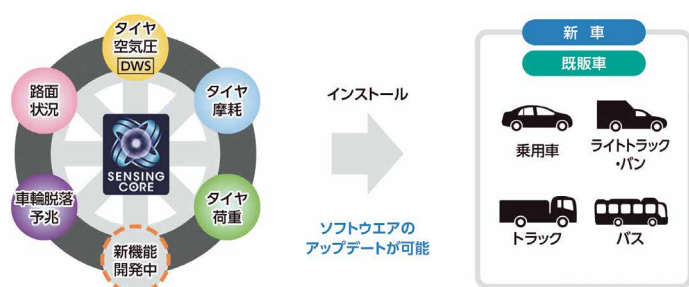 タイヤ
空気圧
DWS
路面
状況
タイヤ
摩耗
SENSING
CORE
車輪脱落
予兆
タイヤ
荷重
新機能
開発中
インストール
ソフトウエアの
アップデートが可能
新車
既販車
乗用車
ライトトラック
・バン
トラック
バス